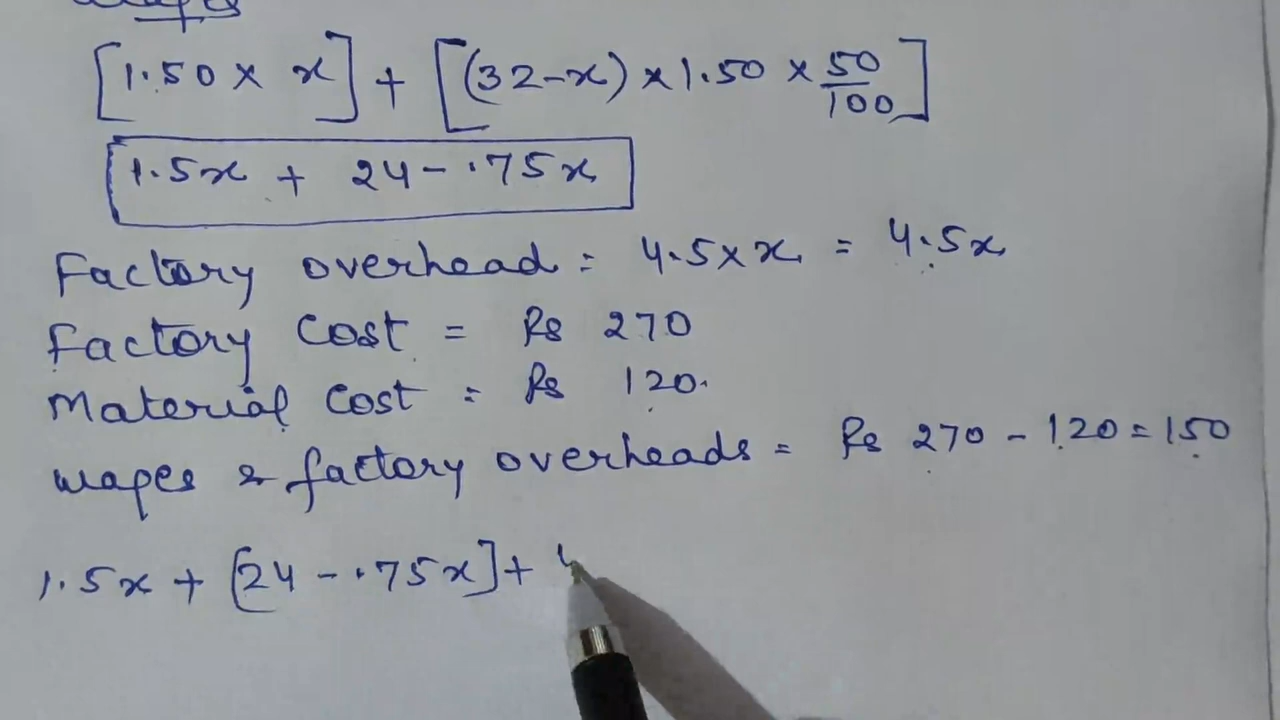 [1.50 × x] + [(32-x) × 1.50 × 50/100]
1.5x + 24 - .75x
Factory overhead = 4.5 × x = 4.5x
Factory Cost = Rs 270
Material Cost = Rs 120.
Wages & factory overheads = Rs 270 - 120 = 150
1.5x + [24 - .75x] +